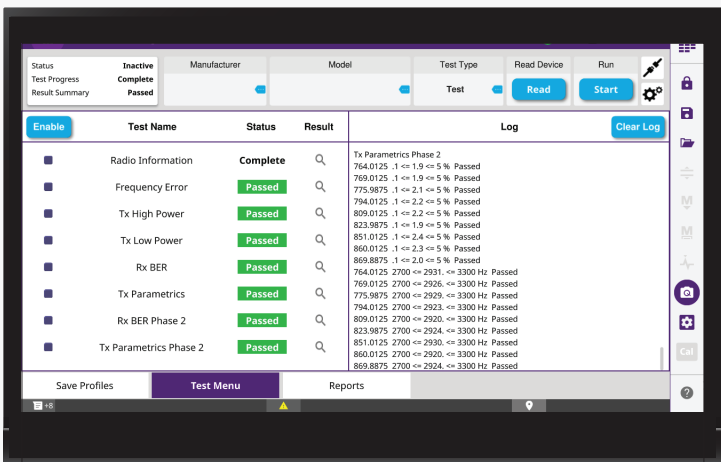 Status Inactive
Test Progress Complete
Result Summary Passed
Manufacturer
Model
Test Type
Test
Read Device
Read
Run
Start
Enable
Test Name Status Result
Radio Information Complete
Frequency Error Passed
Tx High Power Passed
Tx Low Power Passed
Rx BER Passed
Tx Parametrics Passed
Rx BER Phase 2 Passed
Tx Parametrics Phase 2 Passed
Log
Clear Log
Tx Parametrics Phase 2
764.0125 .1 <= 1.9 <= 5 % Passed
769.0125 .1 <= 1.9 <= 5 % Passed
775.9875 .1 <= 2.1 <= 5 % Passed
794.0125 .1 <= 2.2 <= 5 % Passed
809.0125 .1 <= 2.2 <= 5 % Passed
823.9875 .1 <= 1.9 <= 5 % Passed
851.0125 .1 <= 2.4 <= 5 % Passed
860.0125 .1 <= 2.3 <= 5 % Passed
869.8875 .1 <= 2.0 <= 5 % Passed
764.0125 2700 <= 2931. <= 3300 Hz Passed
769.0125 2700 <= 2926. <= 3300 Hz Passed
775.9875 2700 <= 2929. <= 3300 Hz Passed
794.0125 2700 <= 2923. <= 3300 Hz Passed
809.0125 2700 <= 2920. <= 3300 Hz Passed
823.9875 2700 <= 2924. <= 3300 Hz Passed
851.0125 2700 <= 2930. <= 3300 Hz Passed
860.0125 2700 <= 2920. <= 3300 Hz Passed
869.8875 2700 <= 2924. <= 3300 Hz Passed
M
M
Cal
?
Save Profiles Test Menu Reports
+8